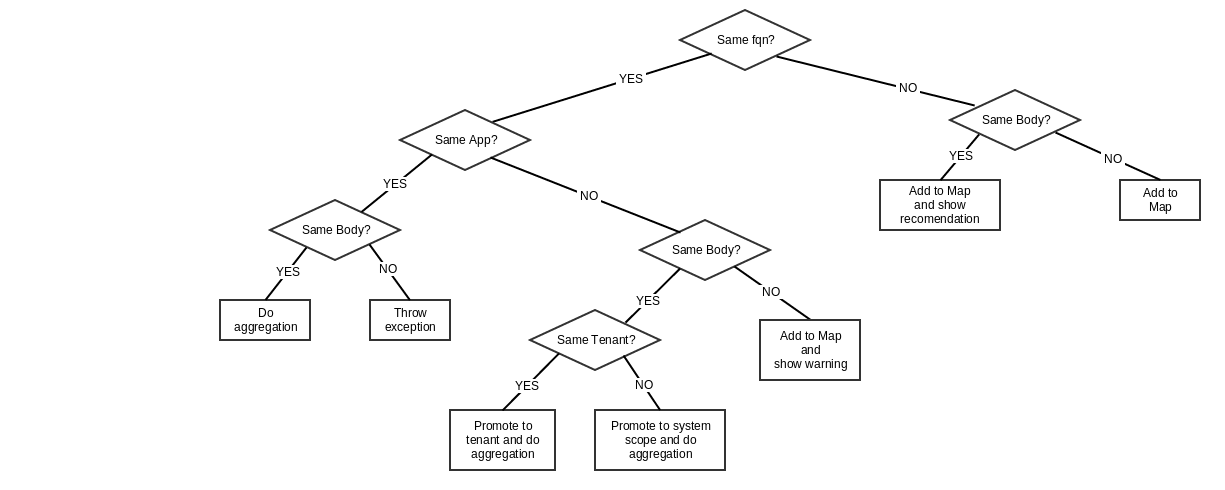 Same fqn?
YES
NO
Same App?
Same Body?
YES
NO
Add to Map
and show
recomendation
Add to
Map
YES
NO
Same Body?
Same Body?
YES
NO
YES
NO
Do
aggregation
Throw
exception
Same Tenant?
Add to Map
and
show warning
YES
NO
Promote to
tenant and do
aggregation
Promote to system
scope and do
aggregation